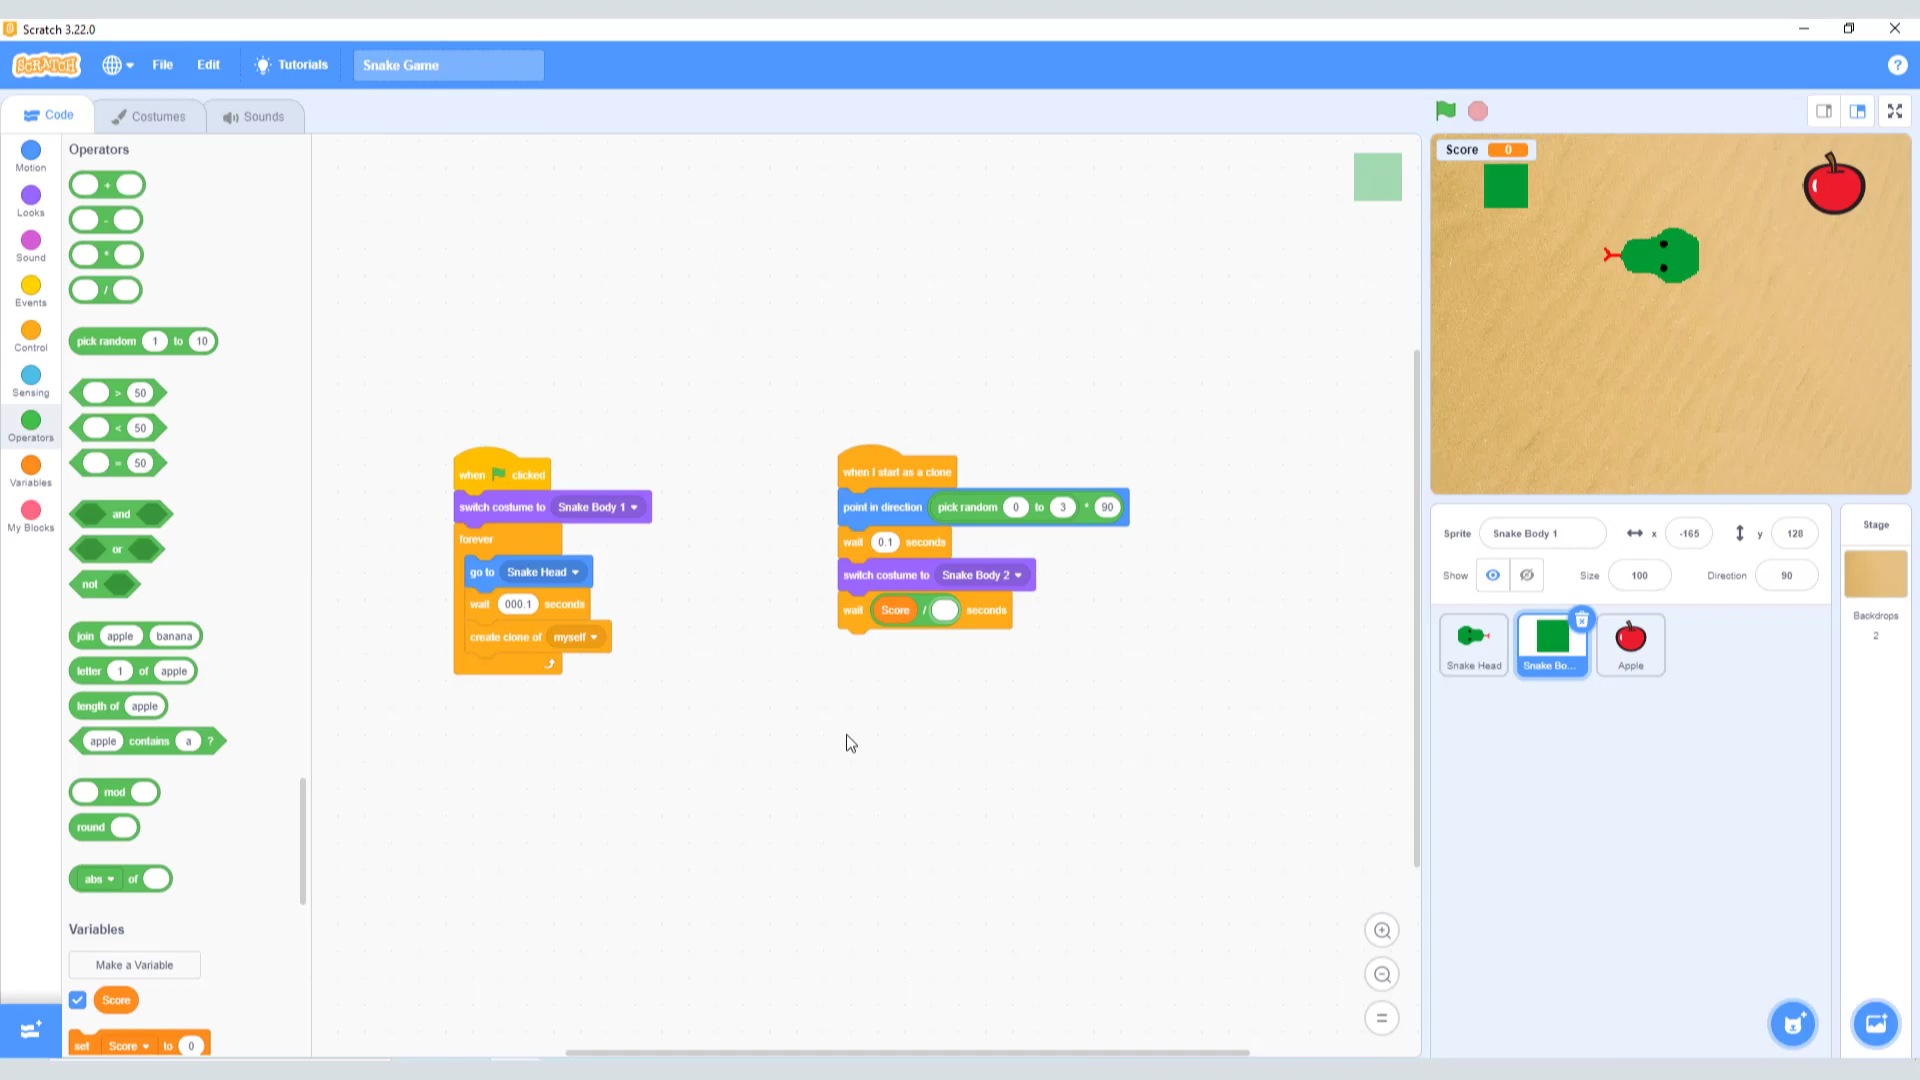 Scratch 3.22.0
SCRATCH
File
Edit
Tutorials
Snake Game
Code
Costumes
Sounds
Motion
Looks
Sound
Events
Control
Sensing
Operators
Variables
My Blocks
Operators
+
-
*
/
pick random 1 to 10
> 50
< 50
= 50
and
or
not
join apple banana
letter 1 of apple
length of apple
apple contains a ?
mod
round
abs of
Variables
Make a Variable
Score
set Score to 0
when clicked
switch costume to Snake Body 1
forever
go to Snake Head
wait 000.1 seconds
create clone of myself
when I start as a clone
point in direction pick random 0 to 3 * 90
wait 0.1 seconds
switch costume to Snake Body 2
wait Score / seconds
Score 0
Sprite Snake Body 1 x -165 y 128
Show Size 100 Direction 90
Snake Head
Snake Bo...
Apple
Stage
Backdrops
2